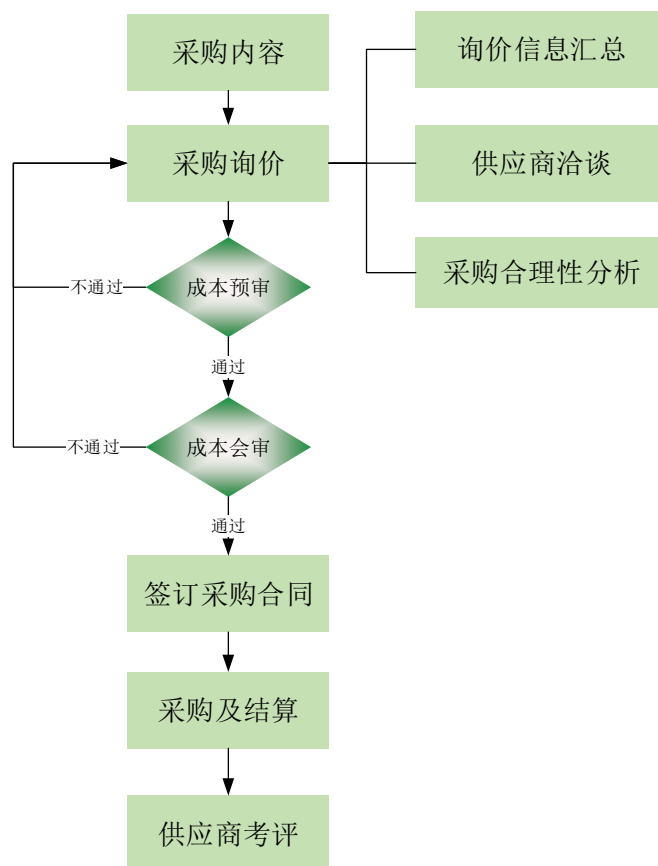 采购内容
询价信息汇总
采购询价
供应商洽谈
采购合理性分析
不通过
成本预审
通过
不通过
成本会审
通过
签订采购合同
采购及结算
供应商考评